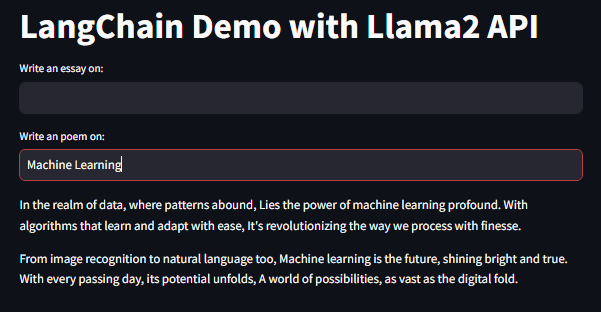 LangChain Demo with Llama2 API
Write an essay on:
Write an poem on:
Machine Learning
In the realm of data, where patterns abound, Lies the power of machine learning profound. With
algorithms that learn and adapt with ease, It's revolutionizing the way we process with finesse.
From image recognition to natural language too, Machine learning is the future, shining bright and true.
With every passing day, its potential unfolds, A world of possibilities, as vast as the digital fold.